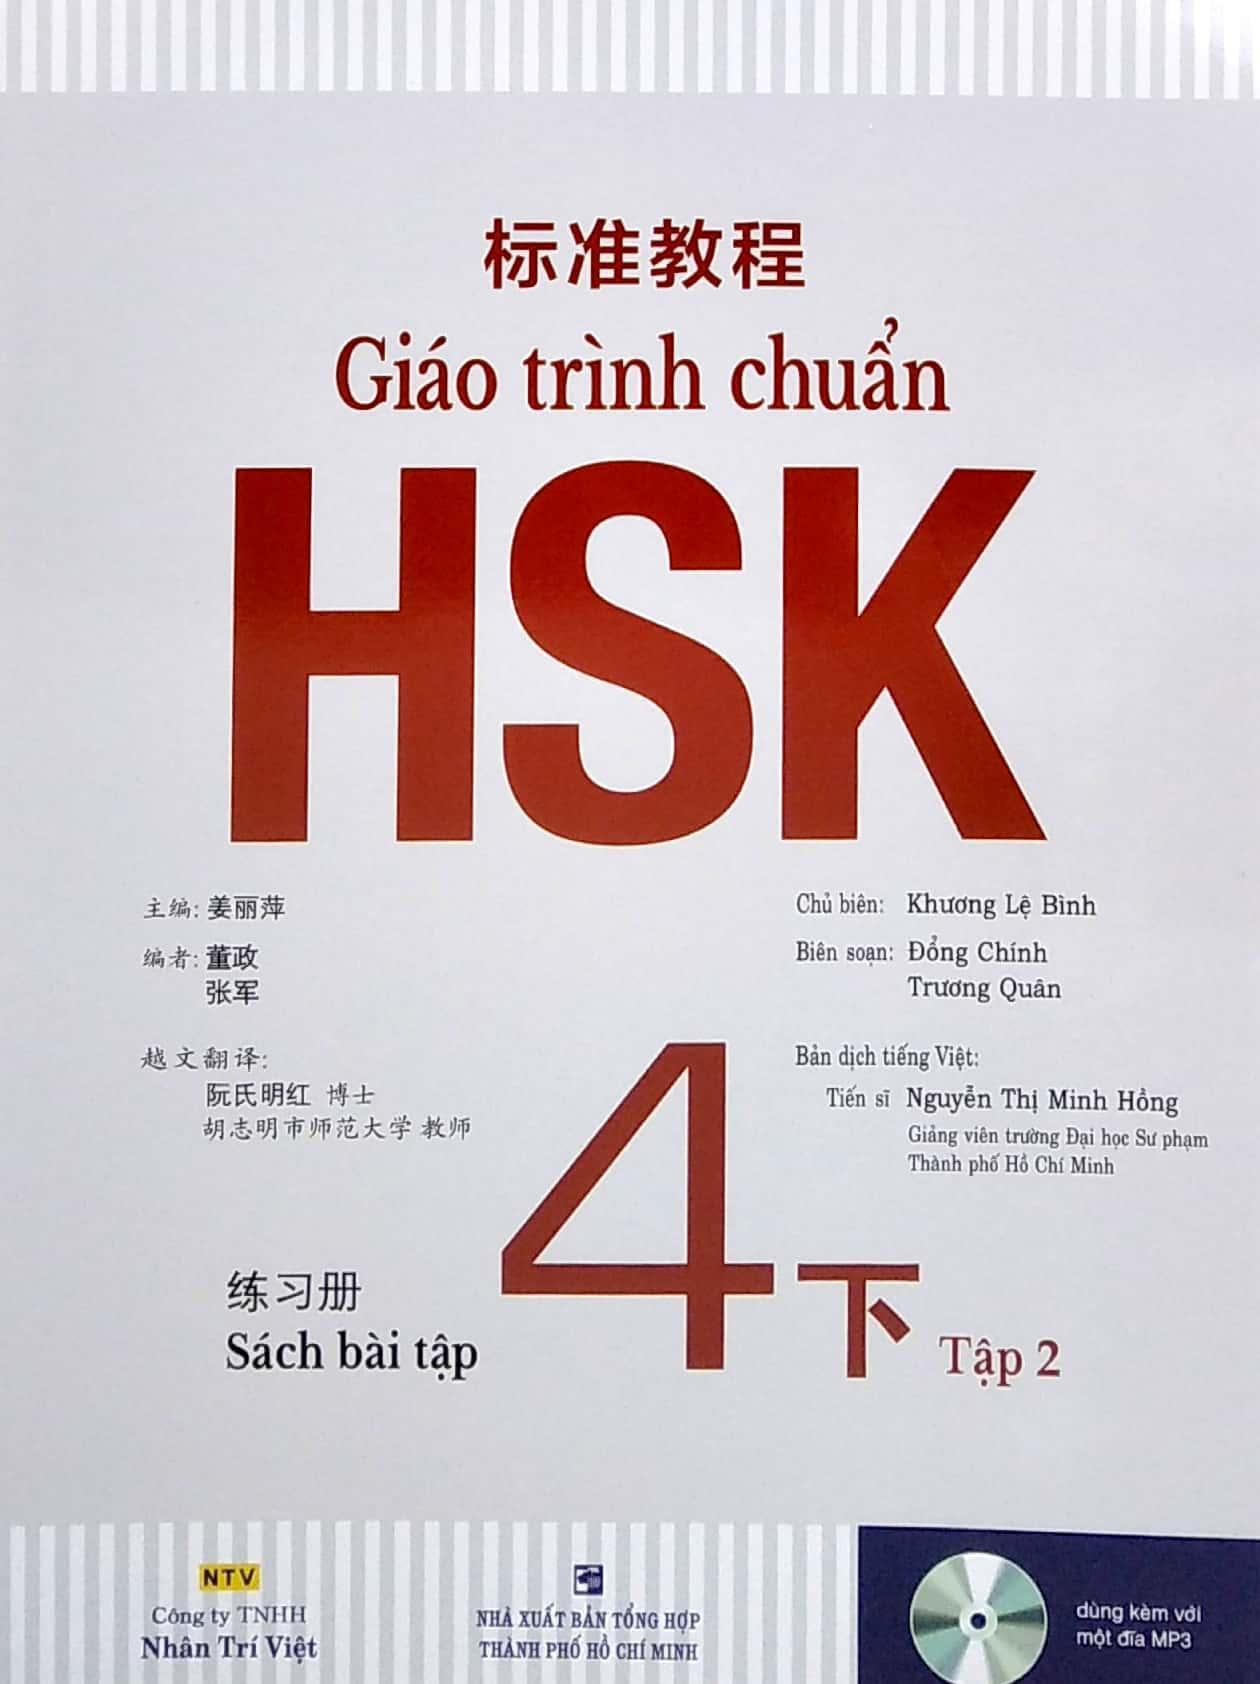 标准教程
Giáo trình chuẩn
HSK
主编: 姜丽萍
编者: 董政
张军
越文翻译:
阮氏明红 博士
胡志明市师范大学 教师
Chủ biên: Khương Lệ Bình
Biên soạn: Đổng Chính
Trương Quân
Bản dịch tiếng Việt:
Tiến sĩ Nguyễn Thị Minh Hồng
Giảng viên trường Đại học Sư phạm
Thành phố Hồ Chí Minh
练习册
Sách bài tập
4下 Tập 2
NTV
Công ty TNHH
Nhân Trí Việt
NHÀ XUẤT BẢN TỔNG HỢP
THÀNH PHỐ HỒ CHÍ MINH
dùng kèm với
một đĩa MP3